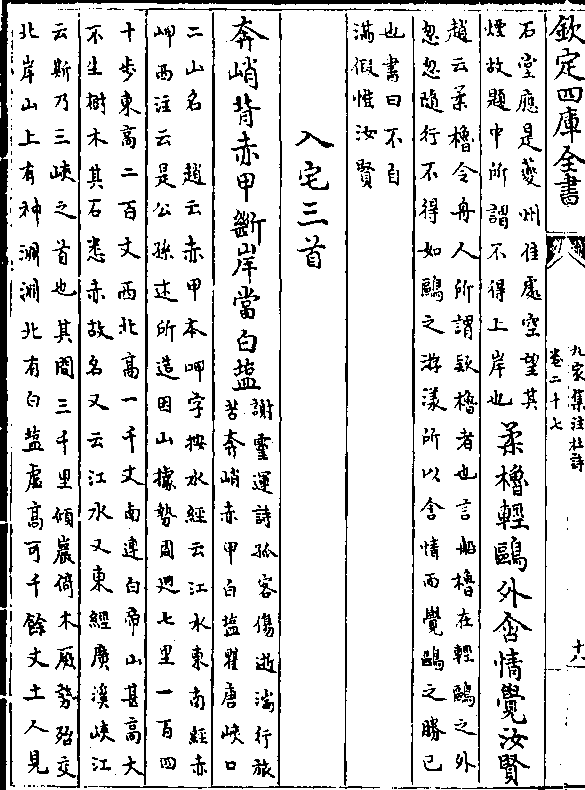 欽定四庫全書
九家集注杜詩
卷二十七
十八
石堂應是夔州住處空望其
煙故題中所謂不得上岸也
柔櫓輕鷗外含情覺汝賢
趙云柔櫓今舟人所謂欵櫓者也言船櫓在輕鷗之外
忽忽隨行不得如鷗之游漾所以含情而覺鷗之勝已
也書曰不自
滿假惟汝賢
入宅三首
奔峭背赤甲斷岸當白鹽
謝靈運詩孤客傷逝湍行旅
苦奔峭赤甲白鹽瞿唐峽口
二山名 趙云赤甲本岬字按水經云江水東南經赤
岬西注云是公孫述所造因山據勢周廻七里一百四
十步東高二百丈西北高一千丈南連白帝山甚高大
不生樹木其石悉赤故名又云江水又東經廣溪峽江
云斯乃三峽之首也其間三千里傾巖倚木厥勢殆交
北岸山上有神淵淵北有白鹽處高可千餘丈土人見